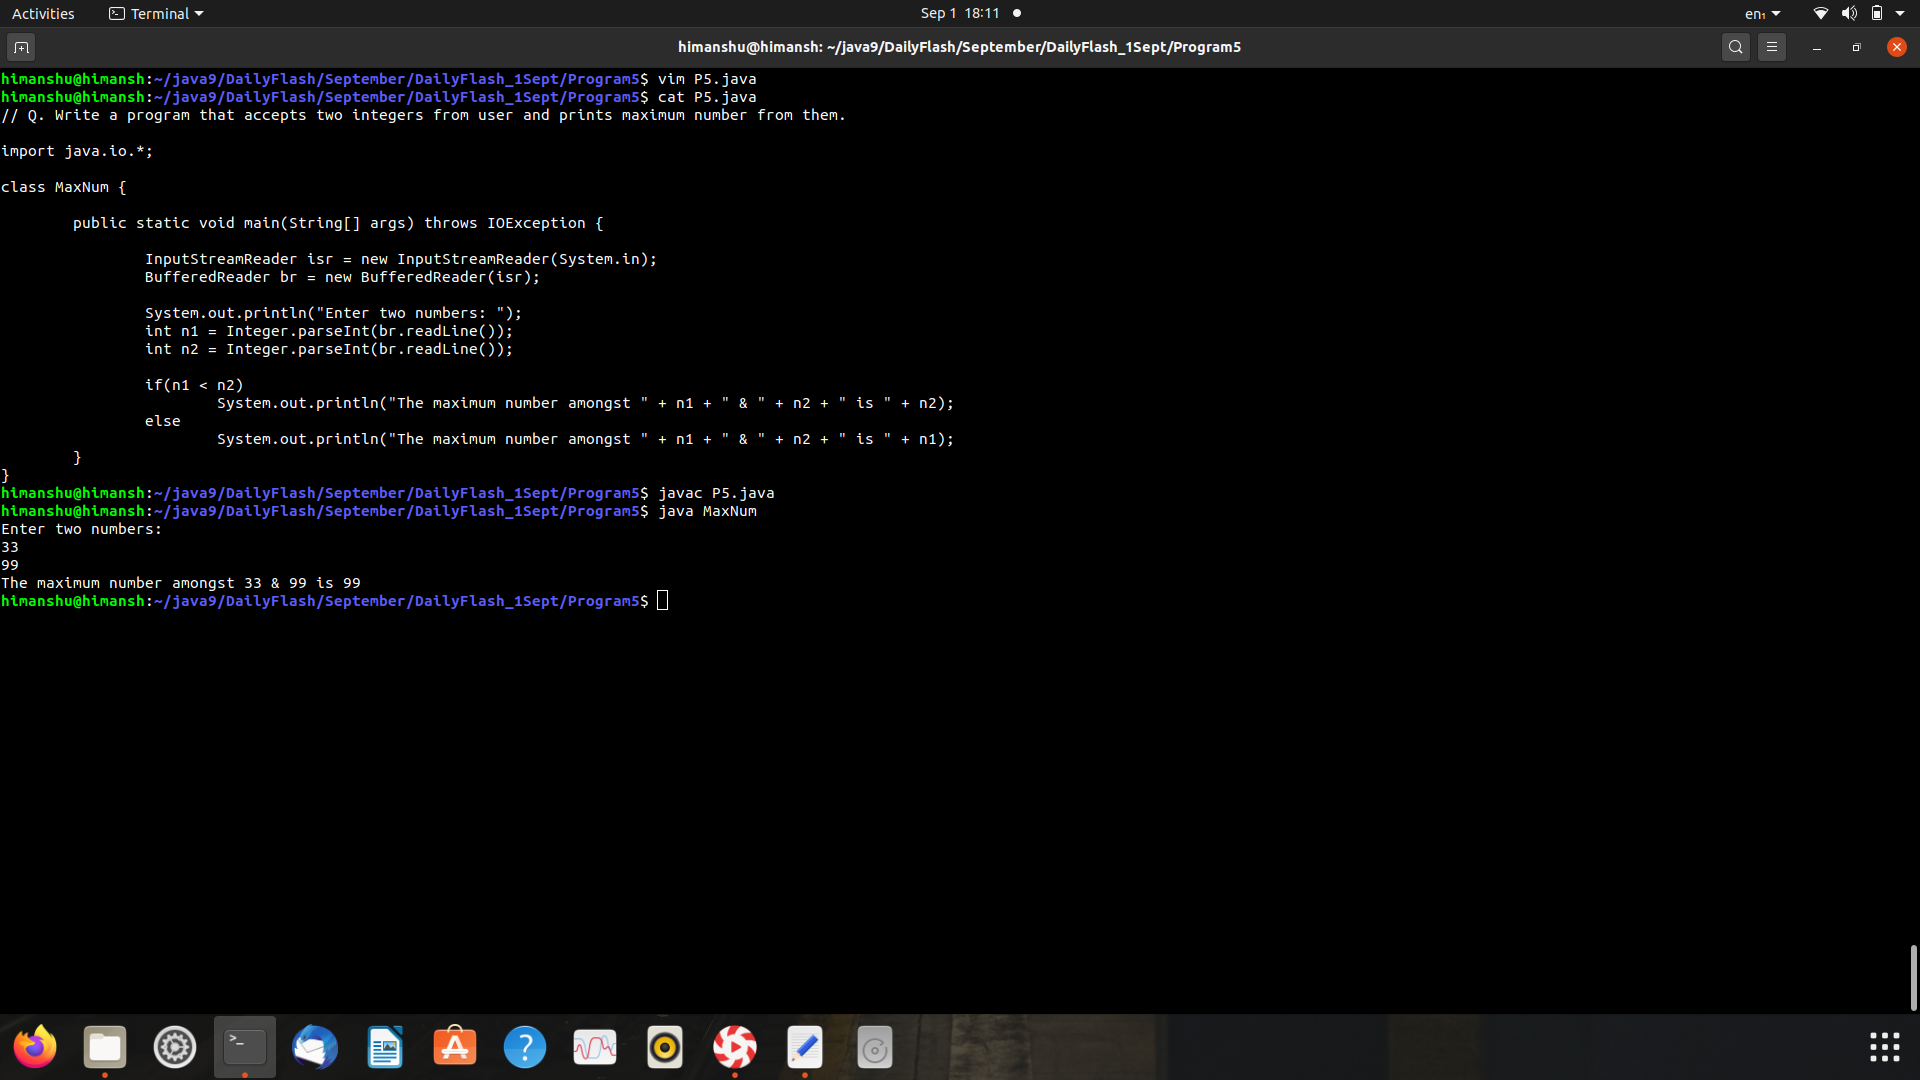 Activities
Terminal
Sep 1 18:11
en₁
himanshu@himansh: ~/java9/DailyFlash/September/DailyFlash_1Sept/Program5
himanshu@himansh:~/java9/DailyFlash/September/DailyFlash_1Sept/Program5$ vim P5.java
himanshu@himansh:~/java9/DailyFlash/September/DailyFlash_1Sept/Program5$ cat P5.java
// Q. Write a program that accepts two integers from user and prints maximum number from them.
import java.io.*;
class MaxNum {
        public static void main(String[] args) throws IOException {
                InputStreamReader isr = new InputStreamReader(System.in);
                BufferedReader br = new BufferedReader(isr);
                System.out.println("Enter two numbers: ");
                int n1 = Integer.parseInt(br.readLine());
                int n2 = Integer.parseInt(br.readLine());
                if(n1 < n2)
                        System.out.println("The maximum number amongst " + n1 + " & " + n2 + " is " + n2);
                else
                        System.out.println("The maximum number amongst " + n1 + " & " + n2 + " is " + n1);
        }
}
himanshu@himansh:~/java9/DailyFlash/September/DailyFlash_1Sept/Program5$ javac P5.java
himanshu@himansh:~/java9/DailyFlash/September/DailyFlash_1Sept/Program5$ java MaxNum
Enter two numbers:
33
99
The maximum number amongst 33 & 99 is 99
himanshu@himansh:~/java9/DailyFlash/September/DailyFlash_1Sept/Program5$